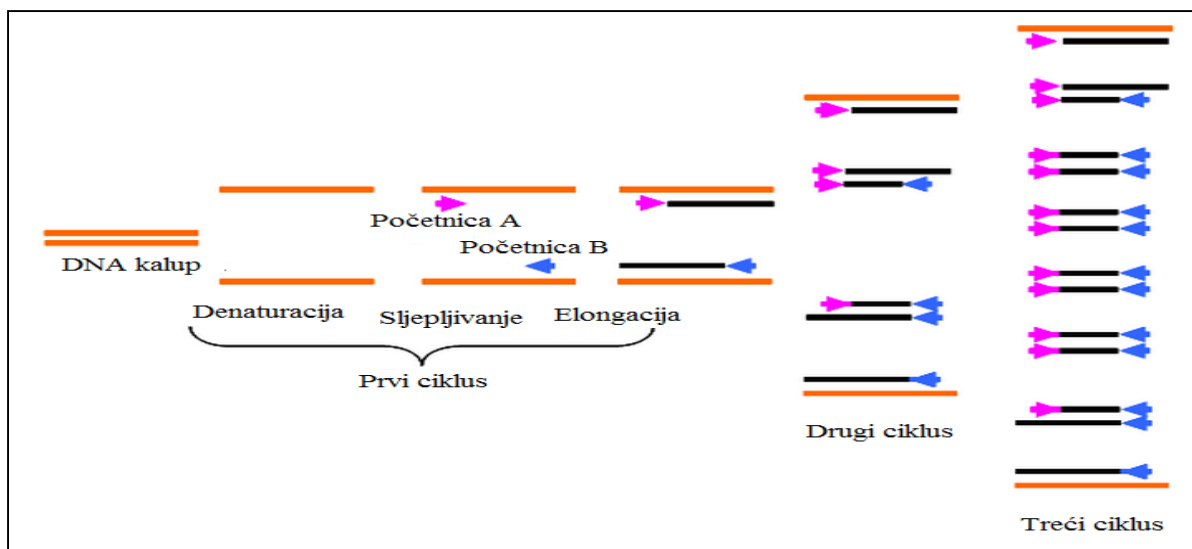 Početnica A
Početnica B
DNA kalup
Denaturacija
Sljepljivanje
Elongacija
Prvi ciklus
Drugi ciklus
Treći ciklus